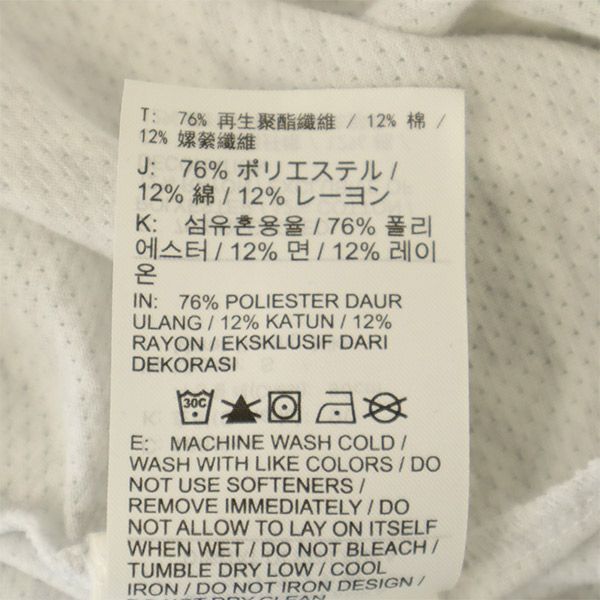 T: 76% 再生聚酯纖維 / 12% 棉 /
12% 嫘縈纖維
J: 76% ポリエステル /
12% 綿 / 12% レーヨン
K: 섬유혼용율 / 76% 폴리
에스터 / 12% 면 / 12% 레이
온
IN: 76% POLIESTER DAUR
ULANG / 12% KATUN / 12%
RAYON / EKSKLUSIF DARI
DEKORASI
30C
E: MACHINE WASH COLD /
WASH WITH LIKE COLORS / DO
NOT USE SOFTENERS /
REMOVE IMMEDIATELY / DO
NOT ALLOW TO LAY ON ITSELF
WHEN WET / DO NOT BLEACH /
TUMBLE DRY LOW / COOL
IRON / DO NOT IRON DESIGN /
DO NOT DRY CLEAN